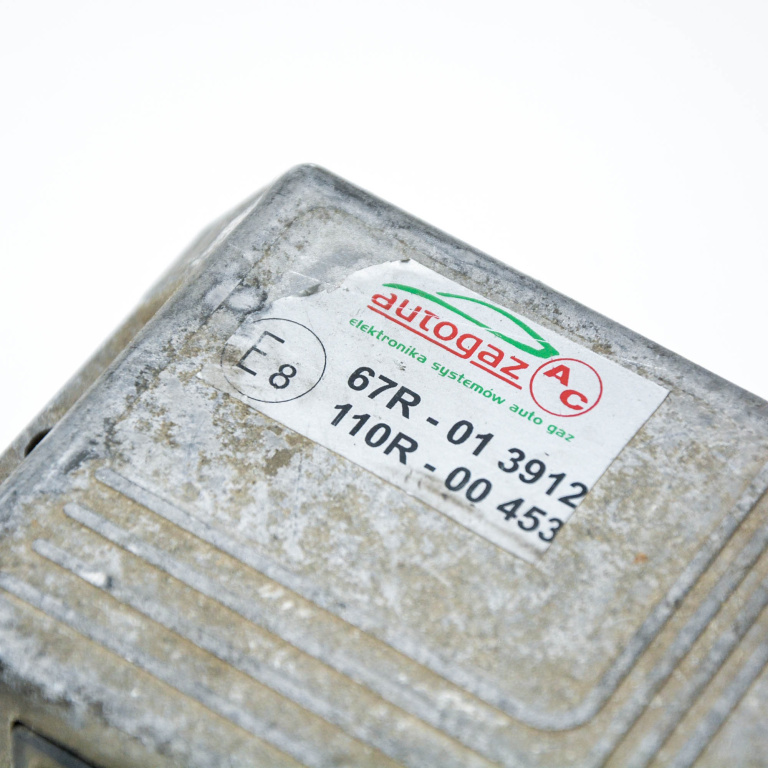 autogaz
AC
elektronika systemów auto gaz
E8
67R - 01 3912
110R - 00 453